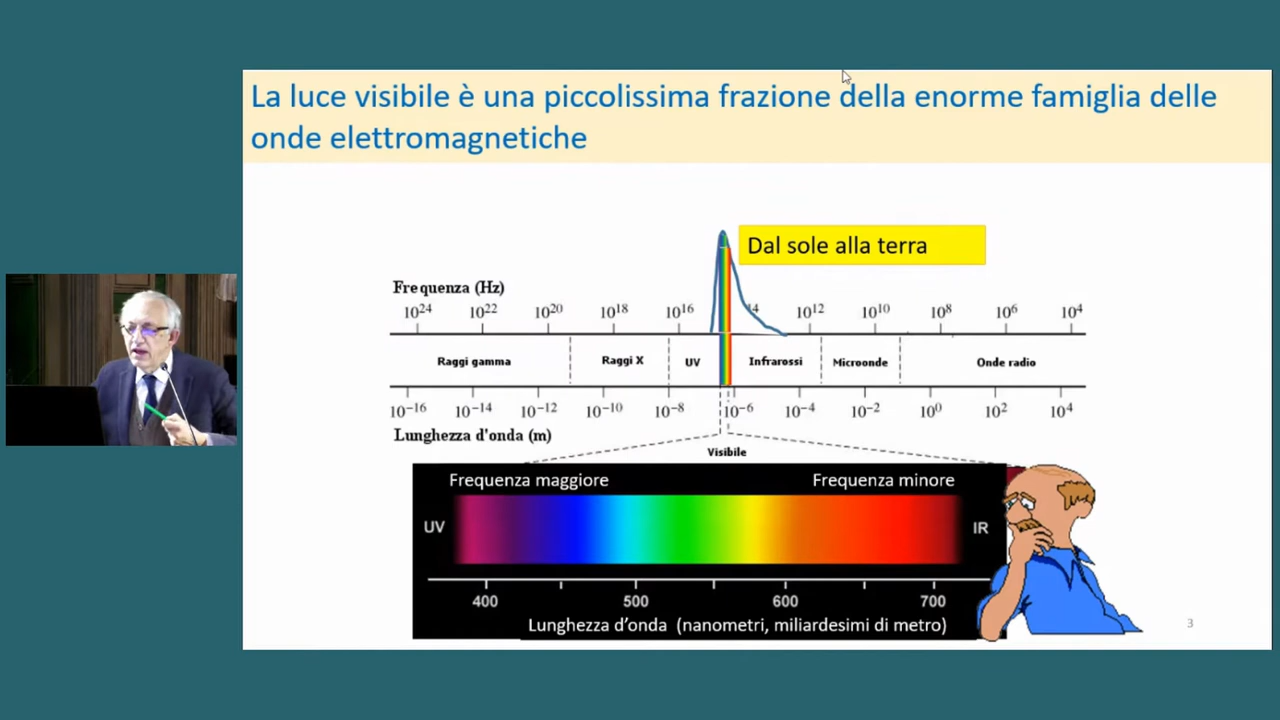 La luce visibile è una piccolissima frazione della enorme famiglia delle
onde elettromagnetiche
Dal sole alla terra
Frequenza (Hz)
10²⁴ 10²² 10²⁰ 10¹⁸ 10¹⁶ 14 10¹² 10¹⁰ 10⁸ 10⁶ 10⁴
Raggi gamma Raggi X UV Infrarossi Microonde Onde radio
10⁻¹⁶ 10⁻¹⁴ 10⁻¹² 10⁻¹⁰ 10⁻⁸ 10⁻⁶ 10⁻⁴ 10⁻² 10⁰ 10² 10⁴
Lunghezza d'onda (m)
Visibile
Frequenza maggiore Frequenza minore
UV IR
400 500 600 700
Lunghezza d’onda (nanometri, miliardesimi di metro)
3